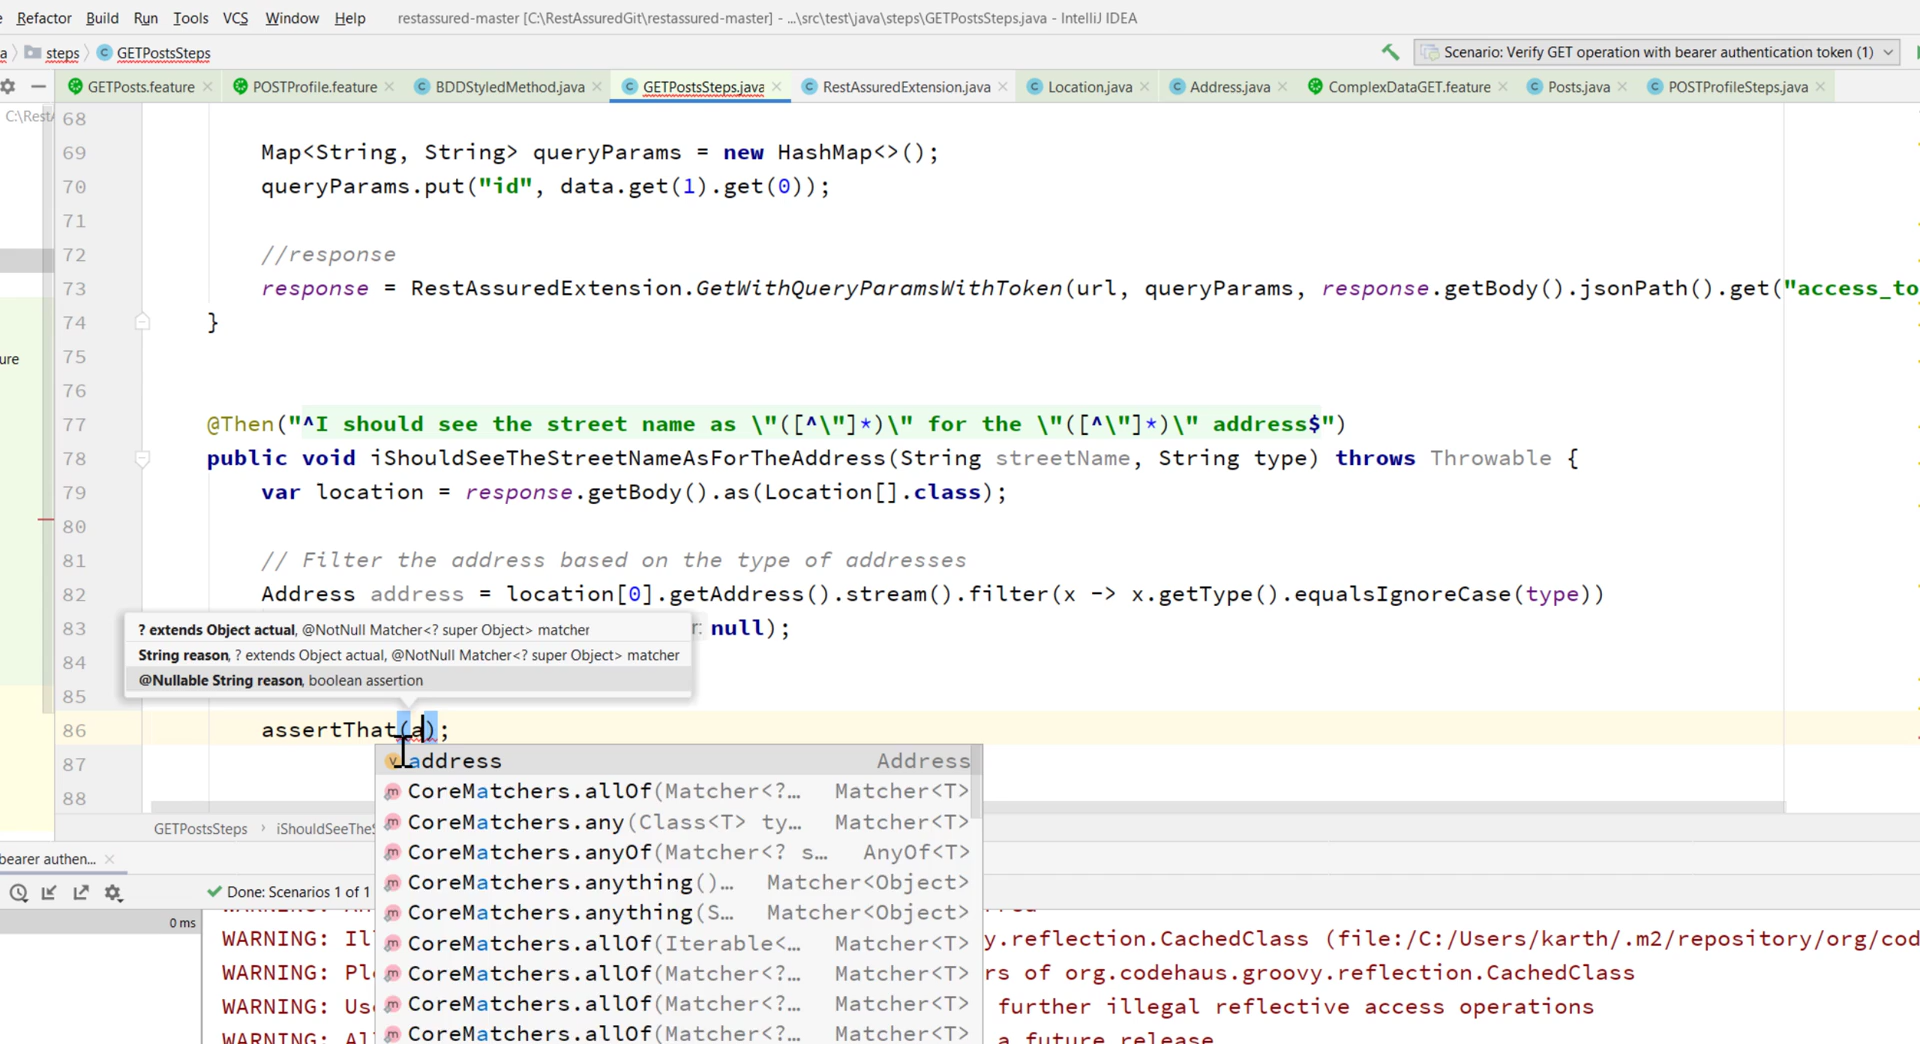 Refactor Build Run Tools VCS Window Help restassured-master [C:\RestAssuredGit\restassured-master] - ...\src\test\java\steps\GETPostsSteps.java - IntelliJ IDEA
a steps GETPostsSteps Scenario: Verify GET operation with bearer authentication token (1)
GETPosts.feature POSTProfile.feature BDDStyledMethod.java GETPostsSteps.java RestAssuredExtension.java Location.java Address.java ComplexDataGET.feature Posts.java POSTProfileSteps.java
C:\RestA
68
69 Map<String, String> queryParams = new HashMap<>();
70 queryParams.put("id", data.get(1).get(0));
71
72 //response
73 response = RestAssuredExtension.GetWithQueryParamsWithToken(url, queryParams, response.getBody().jsonPath().get("access_to
74 }
ure
75
76
77 @Then("^I should see the street name as \"([^\"]*)\" for the \"([^\"]*)\" address$")
78 public void iShouldSeeTheStreetNameAsForTheAddress(String streetName, String type) throws Throwable {
79 var location = response.getBody().as(Location[].class);
80
81 // Filter the address based on the type of addresses
82 Address address = location[0].getAddress().stream().filter(x -> x.getType().equalsIgnoreCase(type))
83 r: null);
? extends Object actual, @NotNull Matcher<? super Object> matcher
String reason, ? extends Object actual, @NotNull Matcher<? super Object> matcher
@Nullable String reason, boolean assertion
84
85
86 assertThat(a);
87
88
address Address
CoreMatchers.allOf(Matcher<?... Matcher<T>
CoreMatchers.any(Class<T> ty... Matcher<T>
CoreMatchers.anyOf(Matcher<? s... AnyOf<T>
CoreMatchers.anything()... Matcher<Object>
CoreMatchers.anything(S... Matcher<Object>
CoreMatchers.allOf(Iterable<... Matcher<T>
CoreMatchers.allOf(Matcher<?... Matcher<T>
CoreMatchers.allOf(Matcher<?... Matcher<T>
CoreMatchers.allOf(Matcher<?... Matcher<T>
GETPostsSteps iShouldSeeTheS
bearer authen...
Done: Scenarios 1 of 1
0 ms
WARNING: Il y.reflection.CachedClass (file:/C:/Users/karth/.m2/repository/org/cod
WARNING: Ple rs of org.codehaus.groovy.reflection.CachedClass
WARNING: Use further illegal reflective access operations
WARNING: All a future release